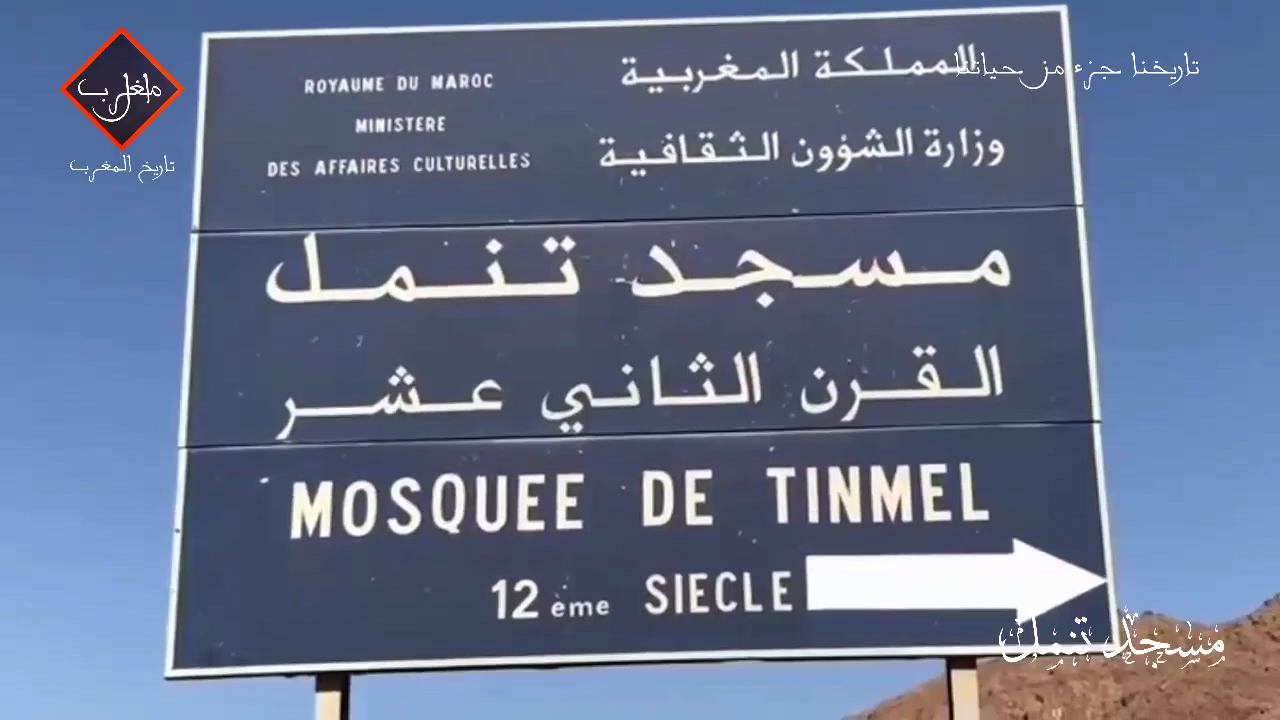 المغرب
تاريخ المغرب
تاريخنا جزء من حياتنا
ROYAUME DU MAROC
MINISTERE
DES AFFAIRES CULTURELLES
المملكة المغربية
وزارة الشؤون الثقافية
مسجد تنمل
القرن الثاني عشر
MOSQUEE DE TINMEL
12 ème SIECLE
مسجد تنمل